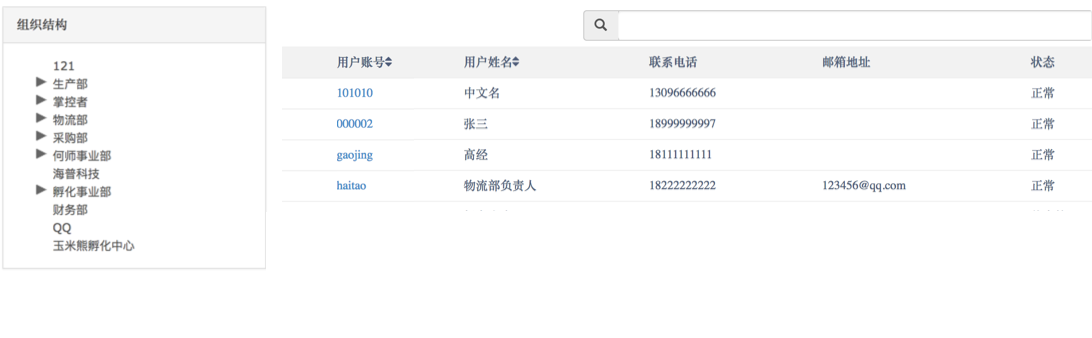 组织结构
121
生产部
掌控者
物流部
采购部
何师事业部
海普科技
孵化事业部
财务部
QQ
玉米熊孵化中心
用户账号 用户姓名 联系电话 邮箱地址 状态
101010 中文名 13096666666 正常
000002 张三 18999999997 正常
gaojing 高经 18111111111 正常
haitao 物流部负责人 18222222222 123456@qq.com 正常